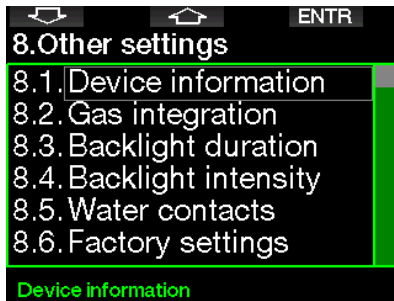 ENTR
8.Other settings
8.1.Device information
8.2.Gas integration
8.3.Backlight duration
8.4.Backlight intensity
8.5.Water contacts
8.6.Factory settings
Device information